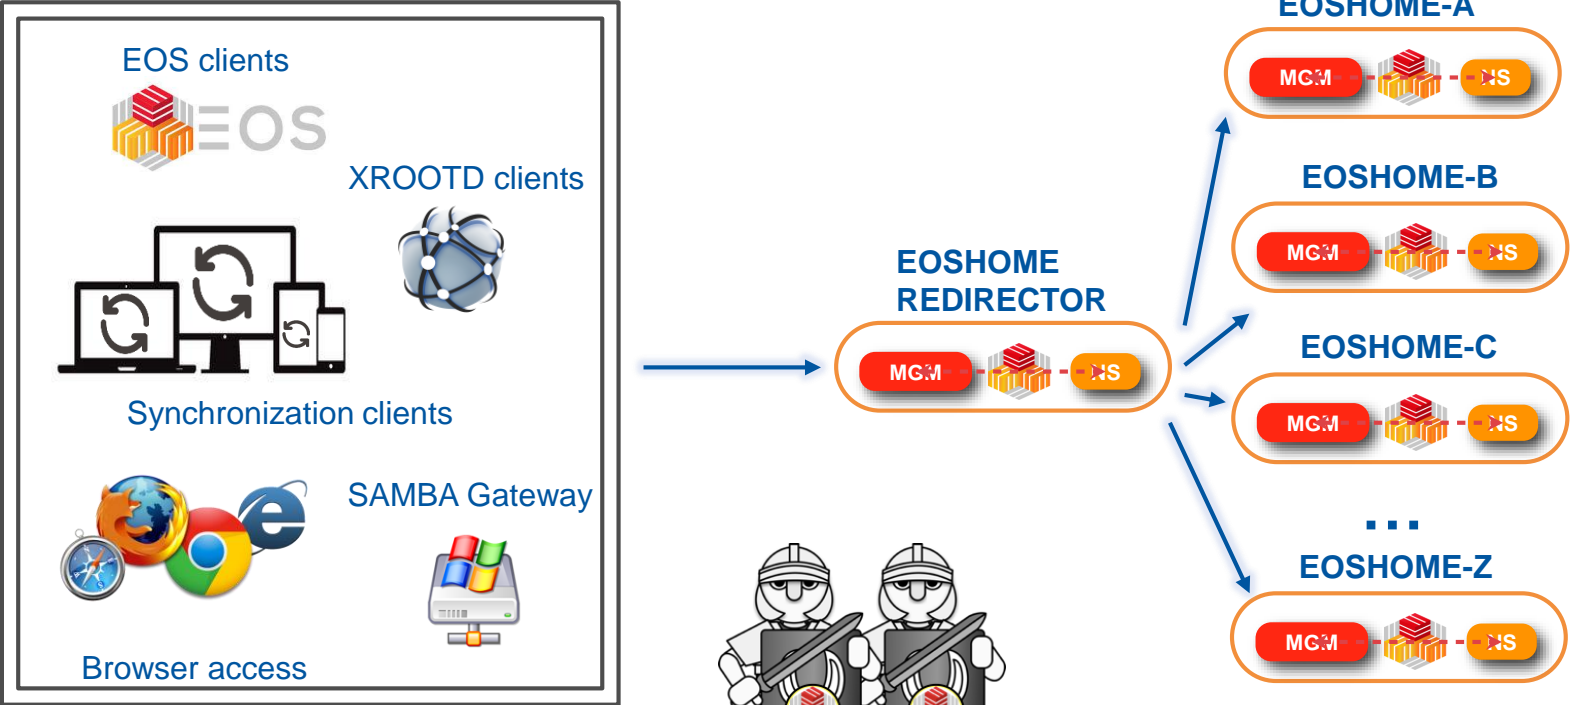 EOS clients
EOS
XROOTD clients
Synchronization clients
SAMBA Gateway
Browser access
EOSHOME
REDIRECTOR
MGM NS
EOSHOME-A
MGM NS
EOSHOME-B
MGM NS
EOSHOME-C
MGM NS
...
EOSHOME-Z
MGM NS